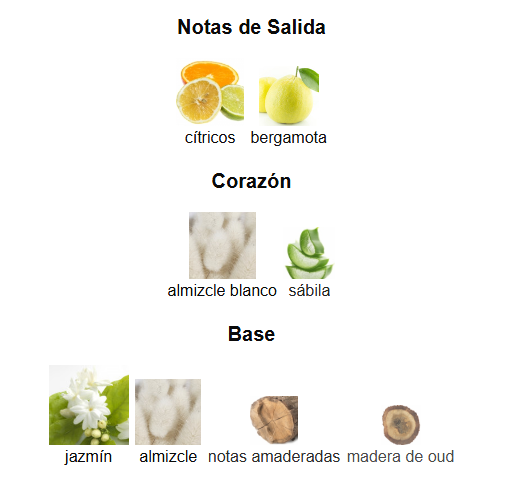 Notas de Salida
cítricos bergamota
Corazón
almizcle blanco sábila
Base
jazmín almizcle notas amaderadas madera de oud